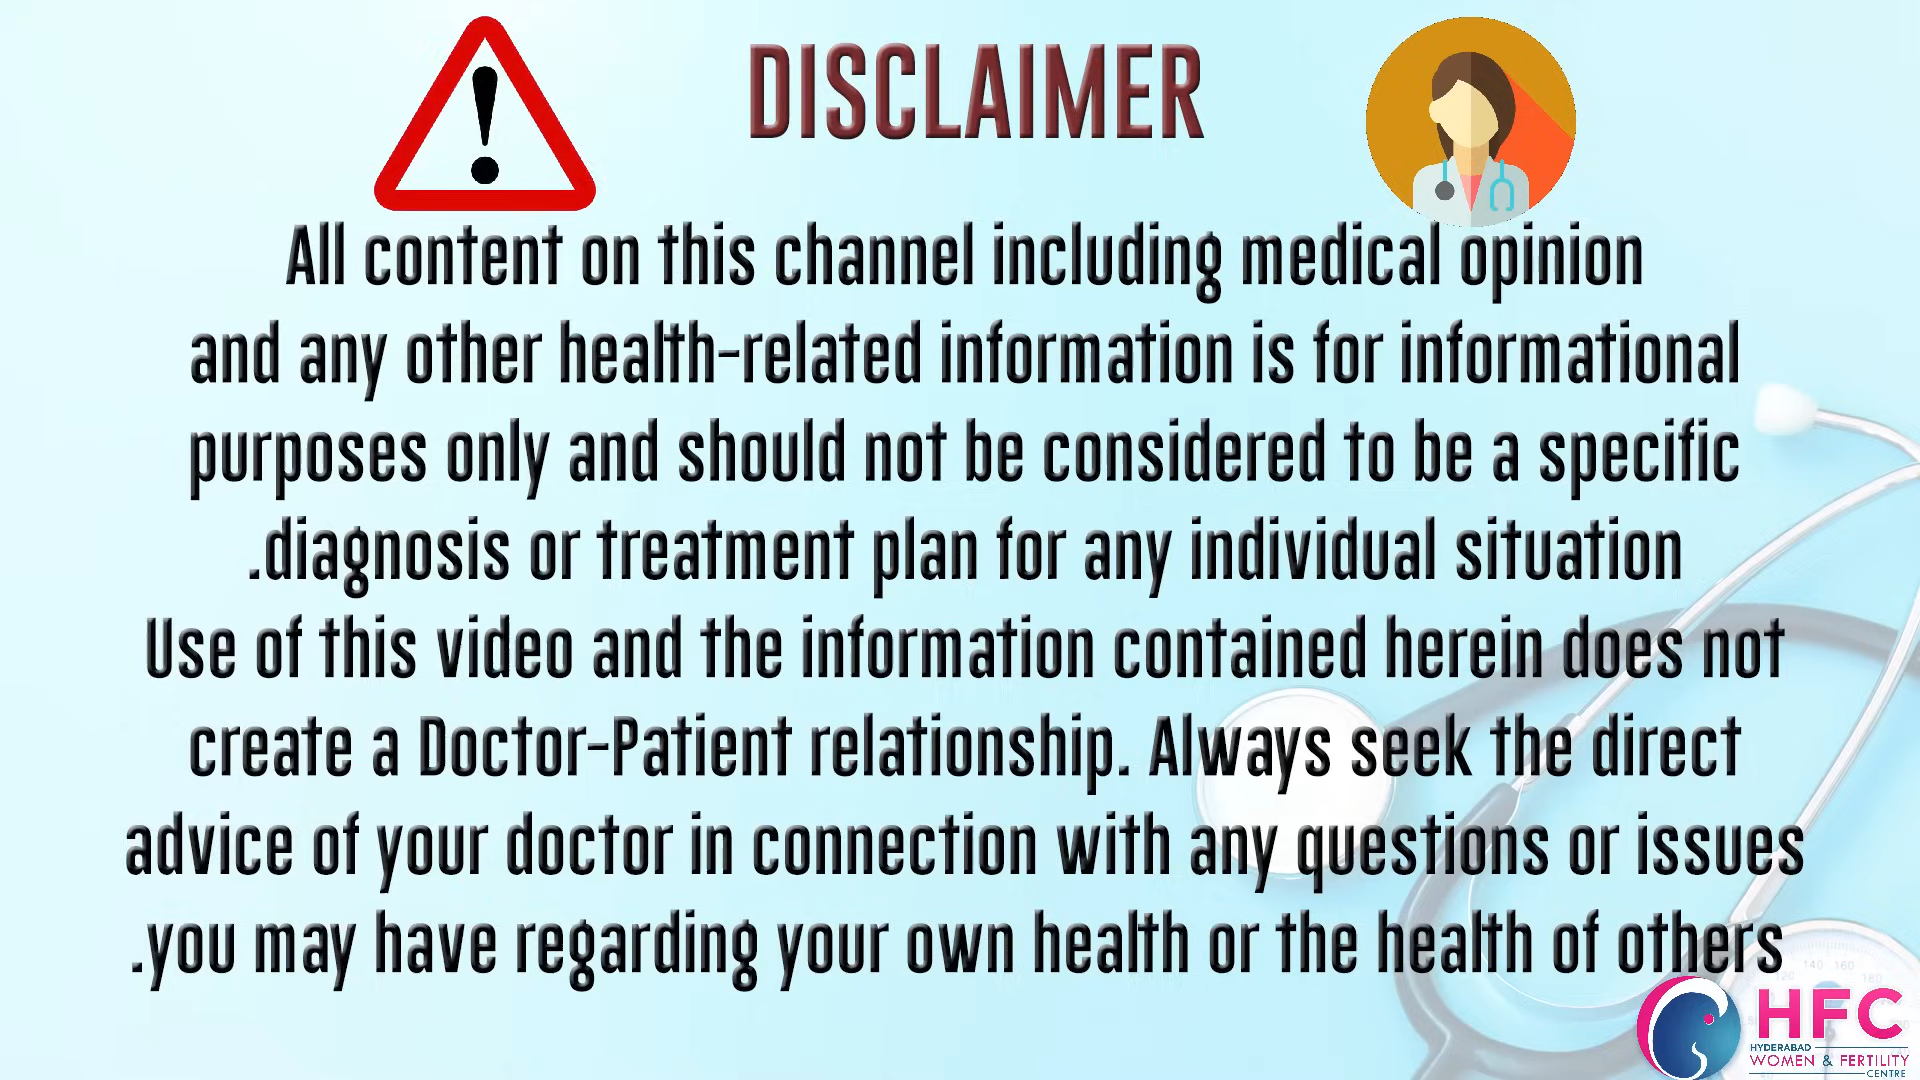 DISCLAIMER
All content on this channel including medical opinion
and any other health-related information is for informational
purposes only and should not be considered to be a specific
.diagnosis or treatment plan for any individual situation
Use of this video and the information contained herein does not
create a Doctor-Patient relationship. Always seek the direct
advice of your doctor in connection with any questions or issues
.you may have regarding your own health or the health of others
140 160
180
HFC
HYDERABAD
WOMEN & FERTILITY
CENTRE